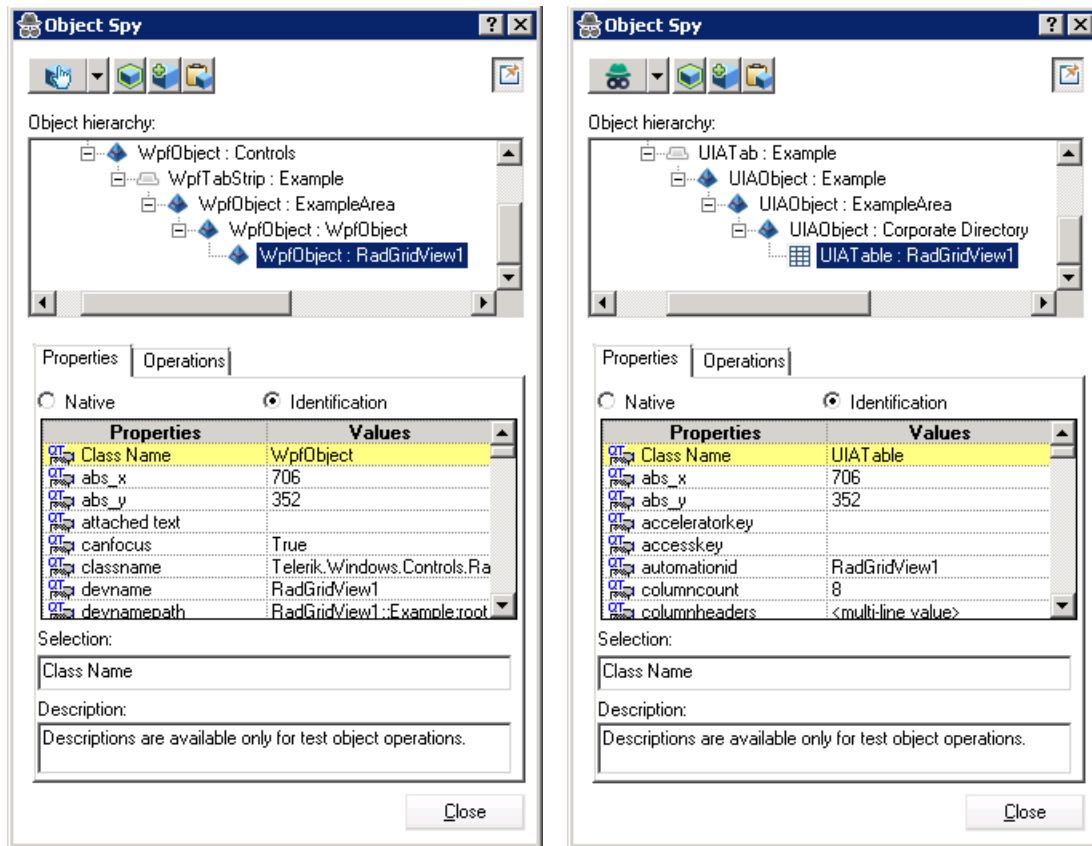 Object Spy
Object hierarchy:
WpfObject : Controls
WpfTabStrip : Example
WpfObject : ExampleArea
WpfObject : WpfObject
WpfObject : RadGridView1
Properties
Operations
Native
Identification
Properties Values
Class Name WpfObject
abs_x 706
abs_y 352
attached text
canfocus True
classname Telerik.Windows.Controls.Ra
devname RadGridView1
devnamepath RadGridView1;:Example;root
Selection:
Class Name
Description:
Descriptions are available only for test object operations.
Close
Object Spy
Object hierarchy:
UIATab : Example
UIAObject : Example
UIAObject : ExampleArea
UIAObject : Corporate Directory
UIATable : RadGridView1
Properties
Operations
Native
Identification
Properties Values
Class Name UIATable
abs_x 706
abs_y 352
acceleratorkey
accesskey
automationid RadGridView1
columncount 8
columnheaders <multi-line value>
Selection:
Class Name
Description:
Descriptions are available only for test object operations.
Close